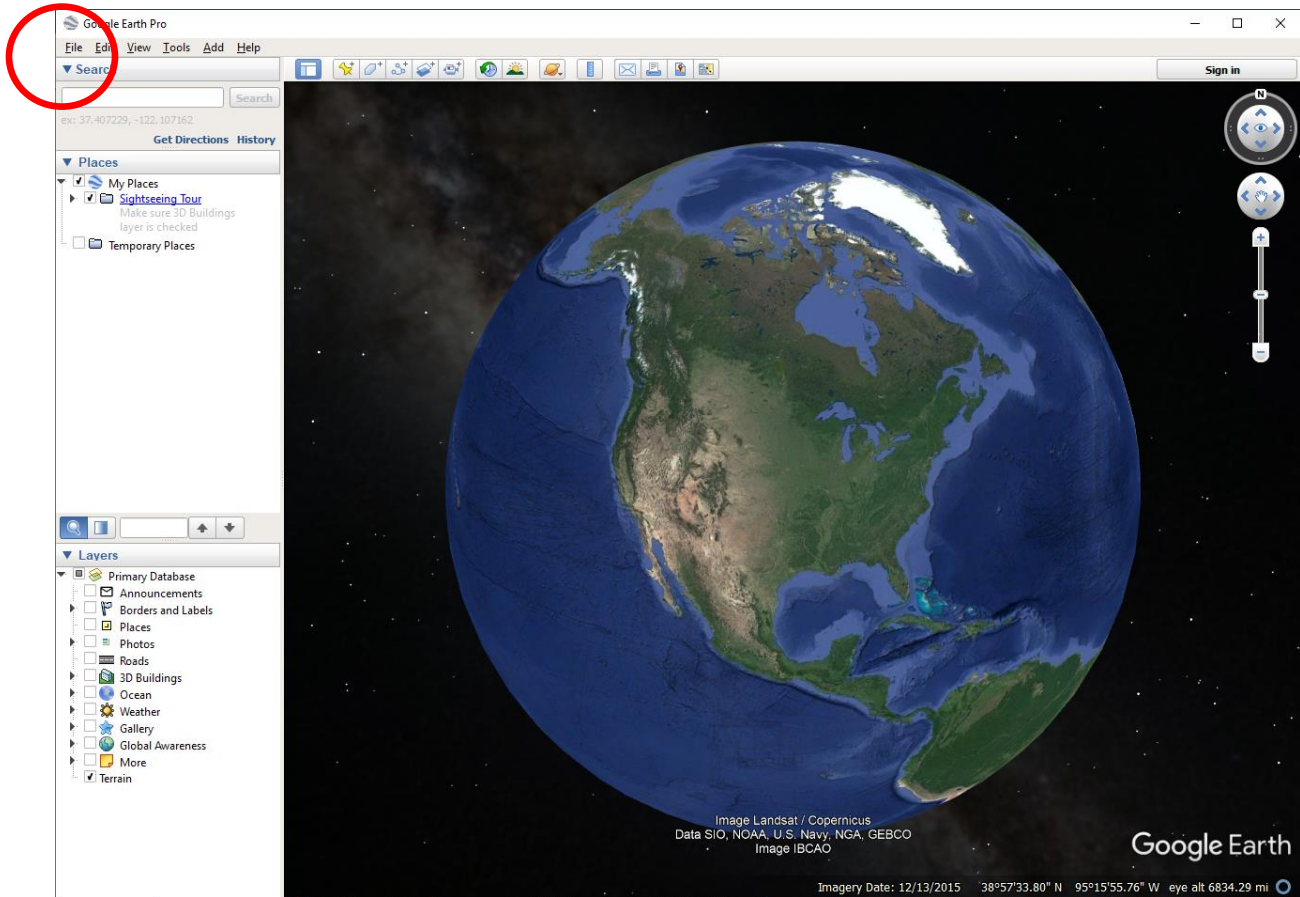 Google Earth Pro
File Edit View Tools Add Help
Search
Sign in
Search
ex: 37.407229, -122.107162
Get Directions History
Places
My Places
Sightseeing Tour
Make sure 3D Buildings
layer is checked
Temporary Places
Layers
Primary Database
Announcements
Borders and Labels
Places
Photos
Roads
3D Buildings
Ocean
Weather
Gallery
Global Awareness
More
Terrain
N
Image Landsat / Copernicus
Data SIO, NOAA, U.S. Navy, NGA, GEBCO
Image IBCAO
Google Earth
Imagery Date: 12/13/2015 38°57'33.80" N 95°15'55.76" W eye alt 6834.29 mi